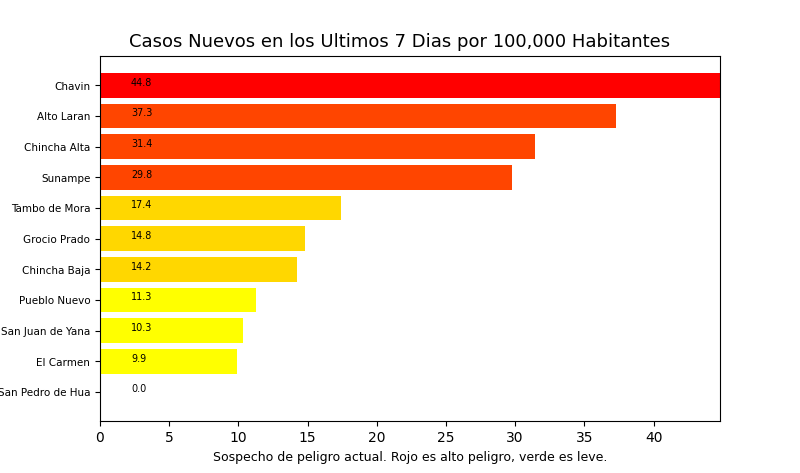 Casos Nuevos en los Ultimos 7 Dias por 100,000 Habitantes
Chavin 44.8
Alto Laran 37.3
Chincha Alta 31.4
Sunampe 29.8
Tambo de Mora 17.4
Grocio Prado 14.8
Chincha Baja 14.2
Pueblo Nuevo 11.3
San Juan de Yana 10.3
El Carmen 9.9
San Pedro de Hua 0.0
0 5 10 15 20 25 30 35 40
Sospecho de peligro actual. Rojo es alto peligro, verde es leve.